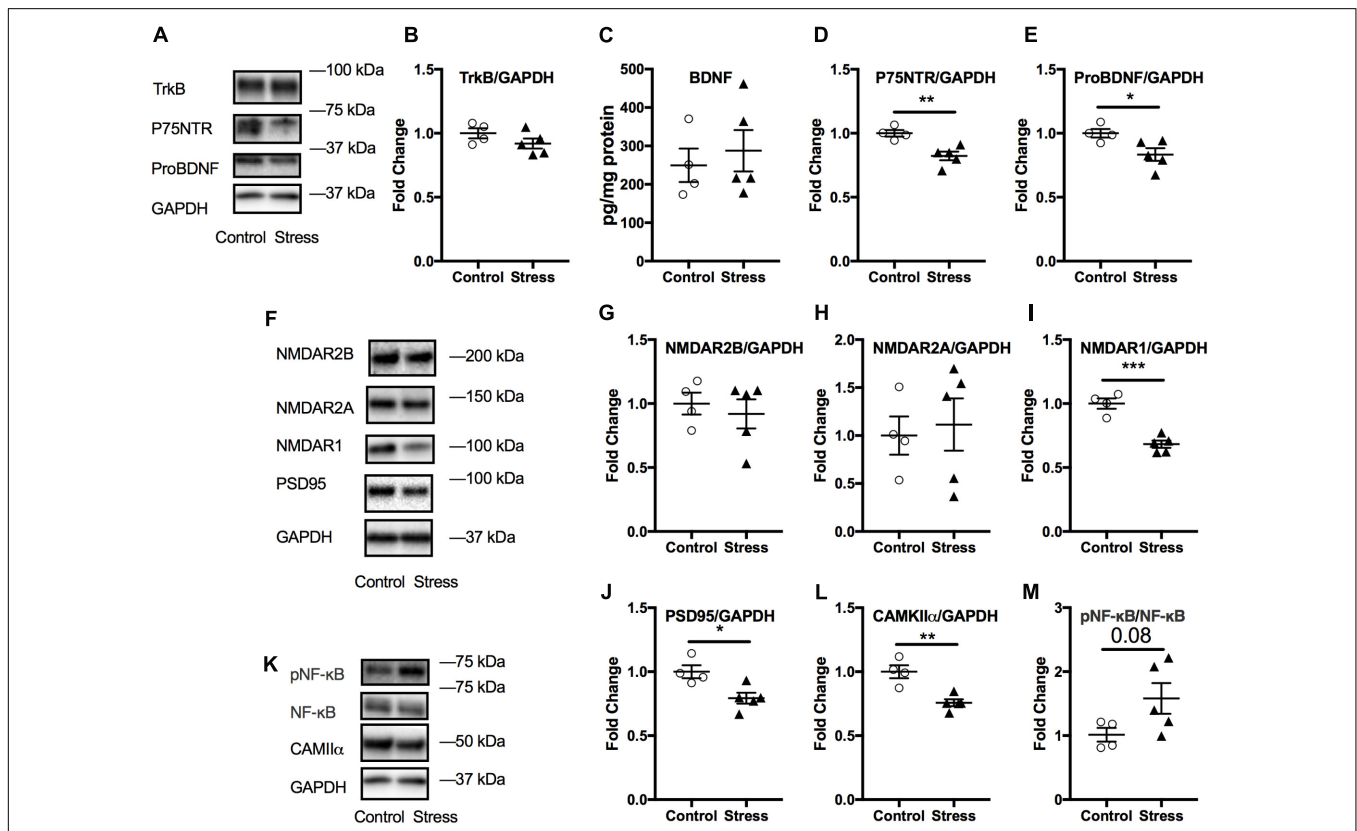 A
TrkB
P75NTR
ProBDNF
GAPDH
—100 kDa
—75 kDa
—37 kDa
—37 kDa
Control Stress
B
TrkB/GAPDH
Fold Change
1.5
1.0
0.5
0.0
Control Stress
C
BDNF
pg/mg protein
500
400
300
200
100
0
Control Stress
D
P75NTR/GAPDH
**
Fold Change
1.5
1.0
0.5
0.0
Control Stress
E
ProBDNF/GAPDH
*
Fold Change
1.5
1.0
0.5
0.0
Control Stress
F
NMDAR2B
NMDAR2A
NMDAR1
PSD95
GAPDH
—200 kDa
—150 kDa
—100 kDa
—100 kDa
—37 kDa
Control Stress
G
NMDAR2B/GAPDH
Fold Change
1.5
1.0
0.5
0.0
Control Stress
H
NMDAR2A/GAPDH
Fold Change
2.0
1.5
1.0
0.5
0.0
Control Stress
I
NMDAR1/GAPDH
***
Fold Change
1.5
1.0
0.5
0.0
Control Stress
J
PSD95/GAPDH
*
Fold Change
1.5
1.0
0.5
0.0
Control Stress
K
pNF-κB
NF-κB
CAMIIα
GAPDH
—75 kDa
—75 kDa
—50 kDa
—37 kDa
Control Stress
L
CAMKIIα/GAPDH
**
Fold Change
1.5
1.0
0.5
0.0
Control Stress
M
pNF-κB/NF-κB
0.08
Fold Change
3
2
1
0
Control Stress